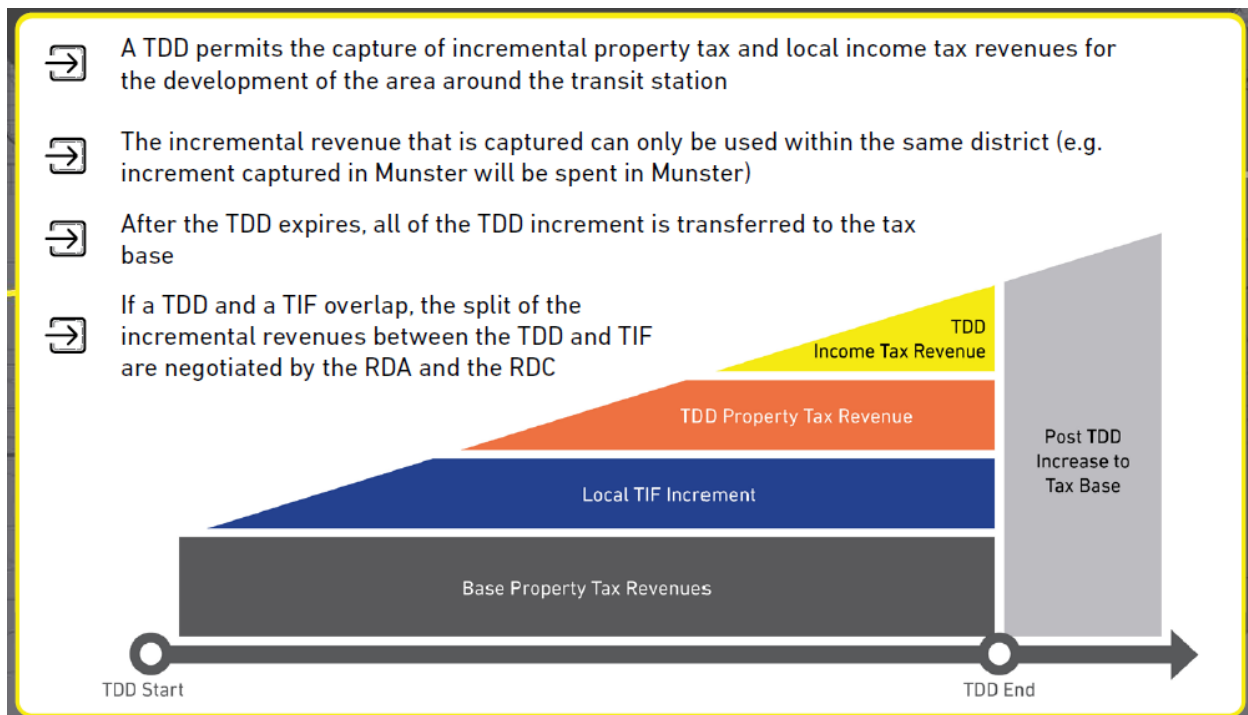 A TDD permits the capture of incremental property tax and local income tax revenues for
the development of the area around the transit station
The incremental revenue that is captured can only be used within the same district (e.g.
increment captured in Munster will be spent in Munster)
After the TDD expires, all of the TDD increment is transferred to the tax
base
If a TDD and a TIF overlap, the split of the
incremental revenues between the TDD and TIF
are negotiated by the RDA and the RDC
TDD
Income Tax Revenue
TDD Property Tax Revenue
Local TIF Increment
Base Property Tax Revenues
Post TDD
Increase to
Tax Base
TDD Start
TDD End